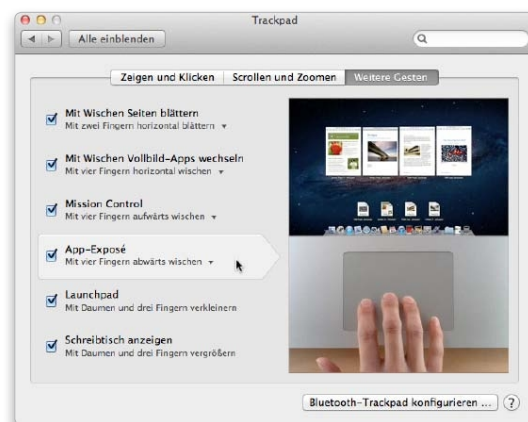 Trackpad
Alle einblenden
Zeigen und Klicken
Scrollen und Zoomen
Weitere Gesten
Mit Wischen Seiten blättern
Mit zwei Fingern horizontal blättern
Mit Wischen Vollbild-Apps wechseln
Mit vier Fingern horizontal wischen
Mission Control
Mit vier Fingern aufwärts wischen
App-Exposé
Mit vier Fingern abwärts wischen
Launchpad
Mit Daumen und drei Fingern verkleinern
Schreibtisch anzeigen
Mit Daumen und drei Fingern vergrößern
Bluetooth-Trackpad konfigurieren ...
?